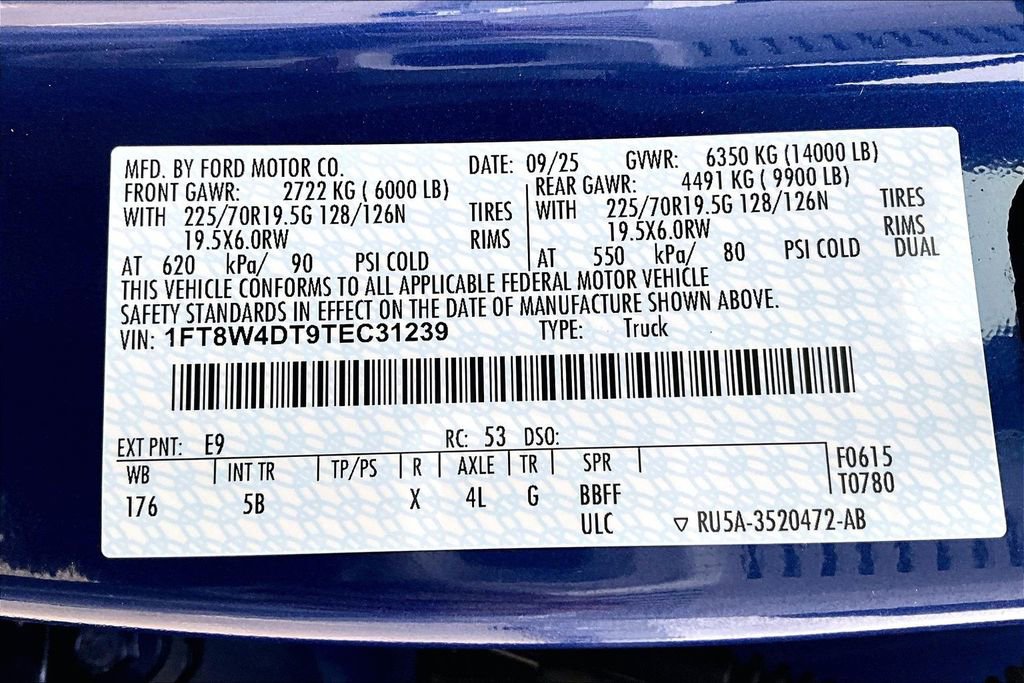 MFD. BY FORD MOTOR CO. DATE: 09/25 GVWR: 6350 KG (14000 LB)
FRONT GAWR: 2722 KG ( 6000 LB) REAR GAWR: 4491 KG ( 9900 LB)
WITH 225/70R19.5G 128/126N TIRES WITH 225/70R19.5G 128/126N TIRES
19.5X6.0RW RIMS 19.5X6.0RW RIMS
AT 620 kPa/ 90 PSI COLD AT 550 kPa/ 80 PSI COLD DUAL
THIS VEHICLE CONFORMS TO ALL APPLICABLE FEDERAL MOTOR VEHICLE
SAFETY STANDARDS IN EFFECT ON THE DATE OF MANUFACTURE SHOWN ABOVE.
VIN: 1FT8W4DT9TEC31239 TYPE: Truck
EXT PNT: E9 RC: 53 DSO:
WB INT TR TP/PS R AXLE TR SPR F0615
176 5B X 4L G BBFF T0780
ULC ▽ RU5A-3520472-AB